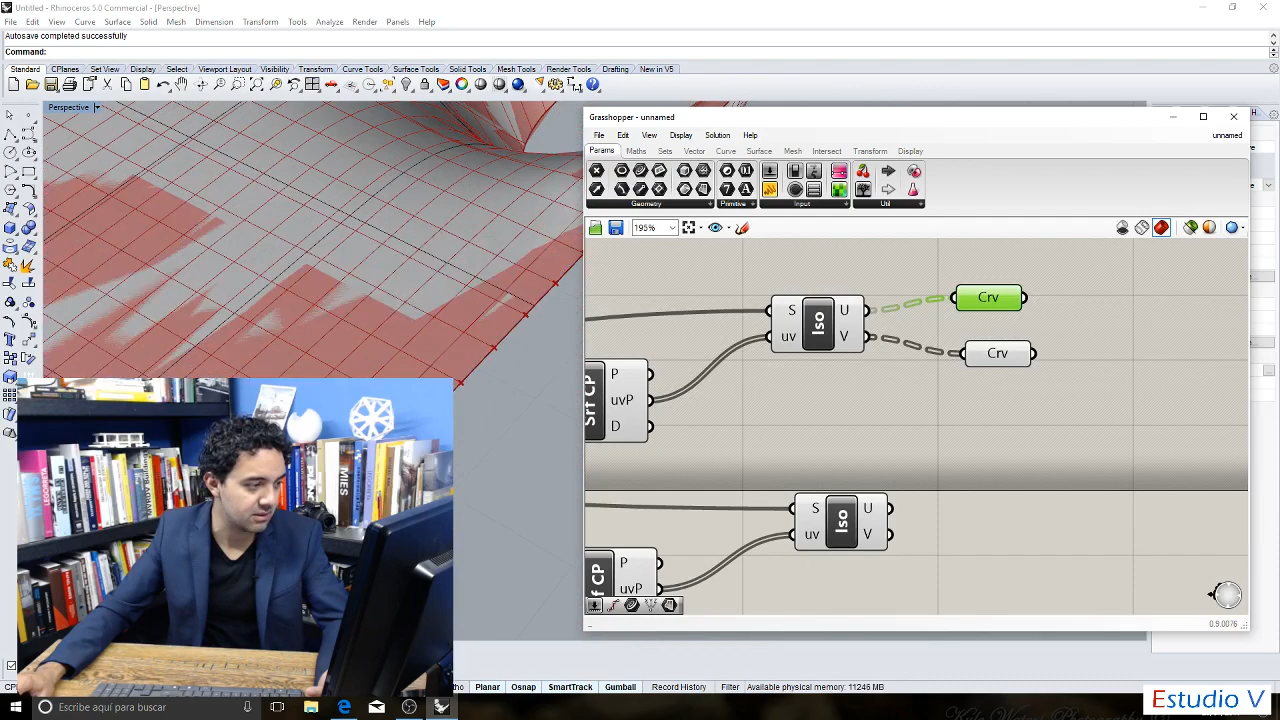 Untitled - Rhinoceros 5.0 Commercial - [Perspective]
File Edit View Curve Surface Solid Mesh Dimension Transform Tools Analyze Render Panels Help
Autosave completed successfully
Command:
Standard CPlanes Set View Display Select Viewport Layout Visibility Transform Curve Tools Surface Tools Solid Tools Mesh Tools Render Tools Drafting New in V5
Perspective
Grasshopper - unnamed
File Edit View Display Solution Help unnamed
Params Maths Sets Vector Curve Surface Mesh Intersect Transform Display
Geometry Primitive Input Util
195%
S Iso U
uv V
Crv
Crv
Srf CP P
uvP
D
S Iso U
uv V
f CP P
uvP
0.9.0076
MIES
Planar Osnap SmartTrack Gumball Record History Filter Available physical memory: 11246 MB
Escribe aquí para buscar
Estudio V